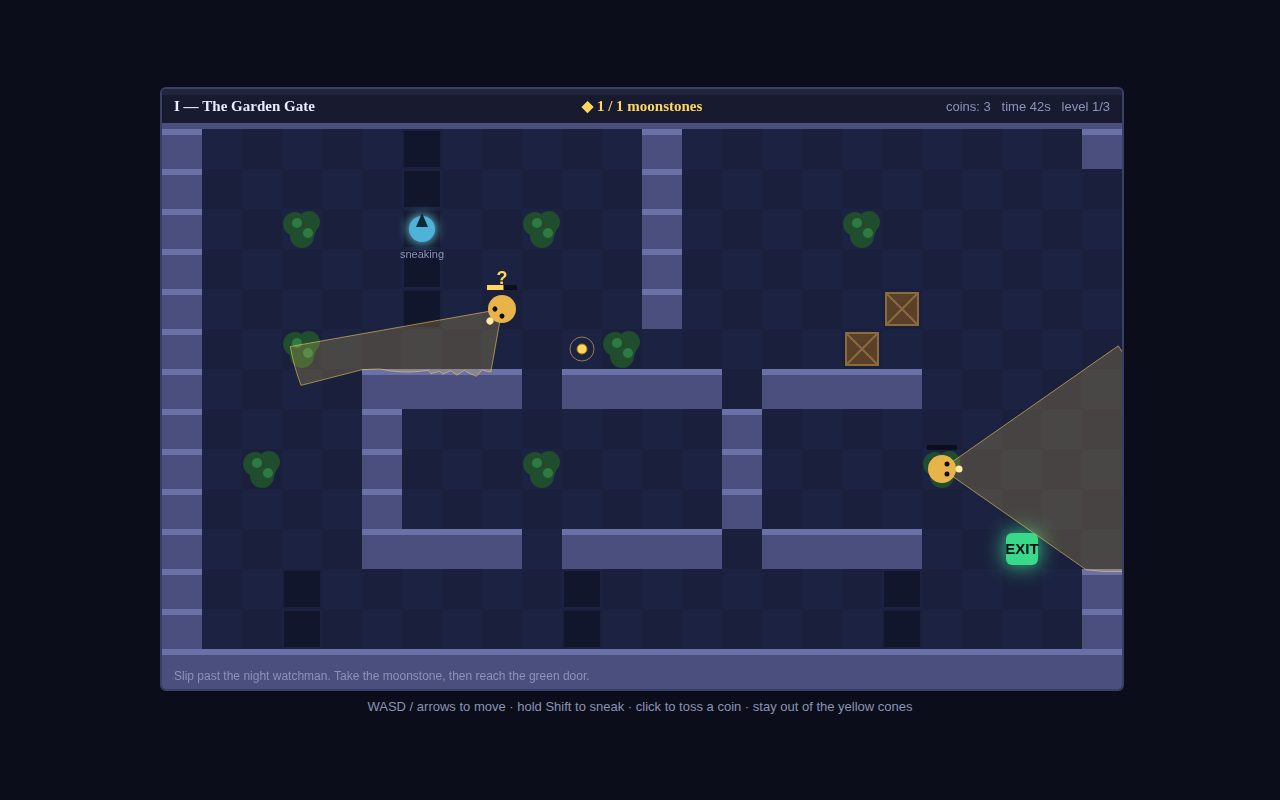 I — The Garden Gate
◆ 1 / 1 moonstones
coins: 3 time 42s level 1/3
sneaking
?
EXIT
Slip past the night watchman. Take the moonstone, then reach the green door.
WASD / arrows to move · hold Shift to sneak · click to toss a coin · stay out of the yellow cones